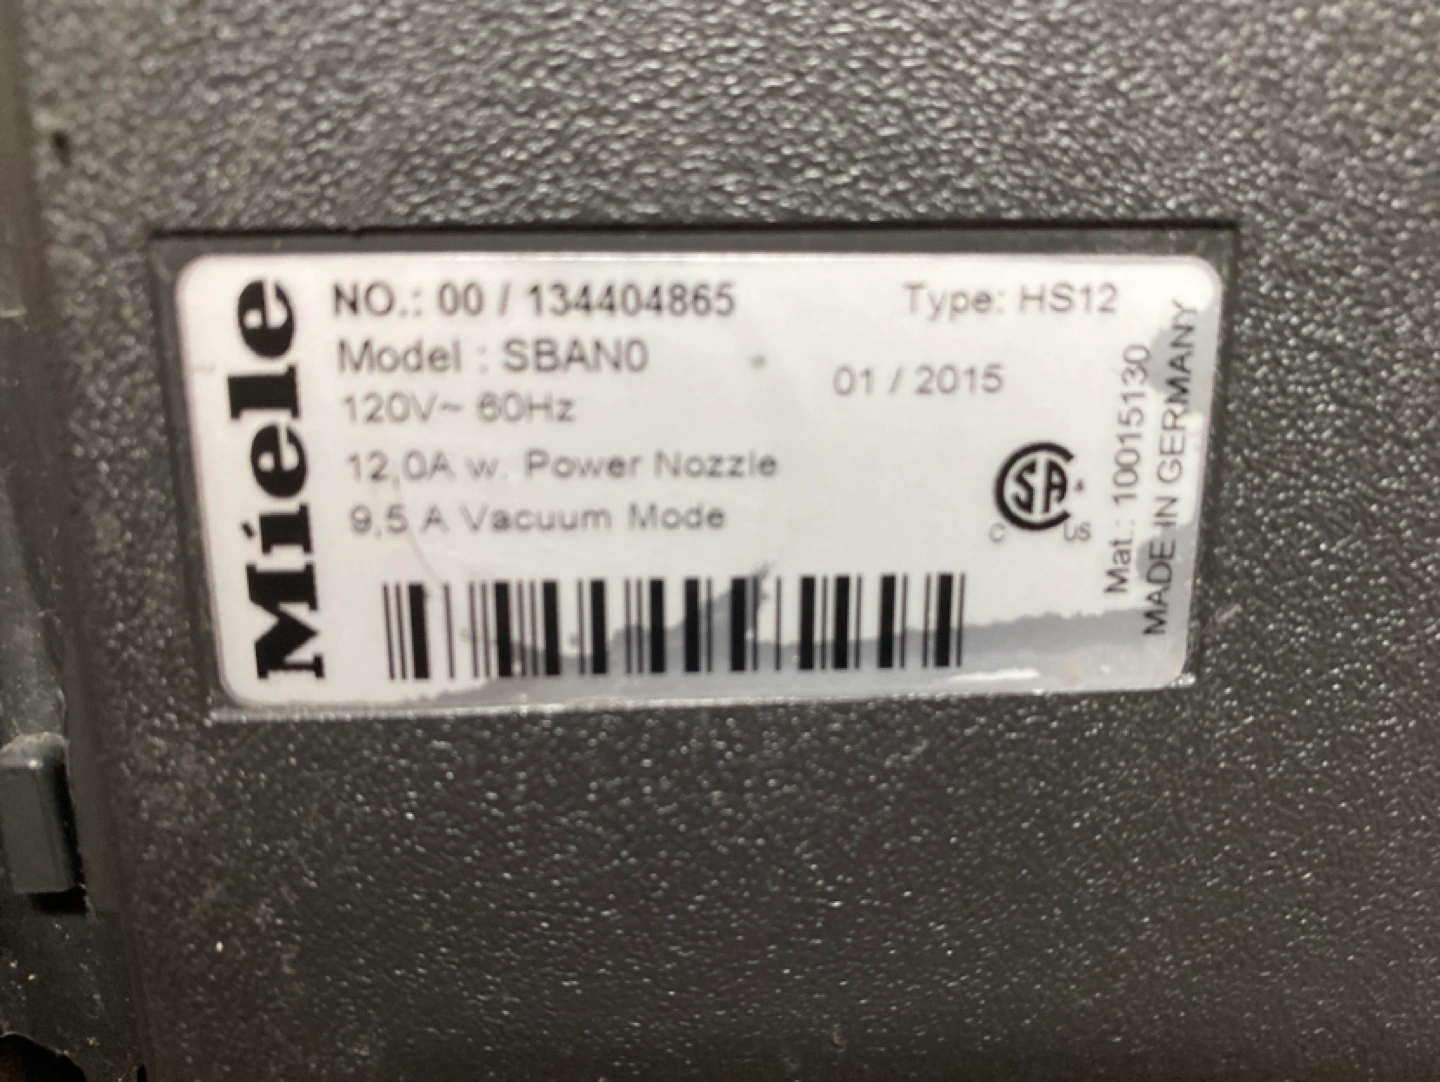 Miele
NO.: 00 / 134404865
Type: HS12
Model : SBAN0
01 / 2015
120V~ 60Hz
12,0A w. Power Nozzle
9,5 A Vacuum Mode
C SA US
Mat.: 10015130
MADE IN GERMANY